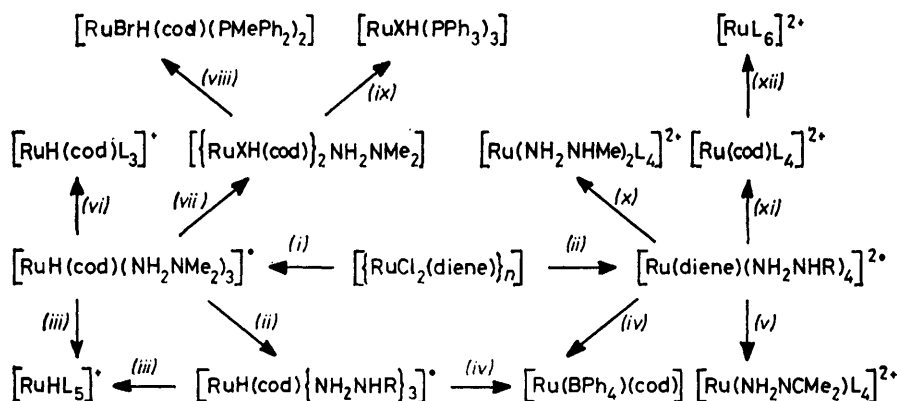 [RuBrH(cod)(PMePh₂)₂] [RuXH(PPh₃)₃] [RuL₆]²⁺
(viii) (ix) (xii)
[RuH(cod)L₃]⁺ [{RuXH(cod)}₂NH₂NMe₂] [Ru(NH₂NHMe)₂L₄]²⁺ [Ru(cod)L₄]²⁺
(vi) (vii) (x) (xi)
[RuH(cod)(NH₂NMe₂)₃]⁺ (i) [{RuCl₂(diene)}ₙ] (ii) [Ru(diene)(NH₂NHR)₄]²⁺
(iii) (ii) (iv) (v)
[RuHL₅]⁺ (iii) [RuH(cod){NH₂NHR}₃]⁺ (iv) [Ru(BPh₄)(cod)] [Ru(NH₂NCMe₂)L₄]²⁺